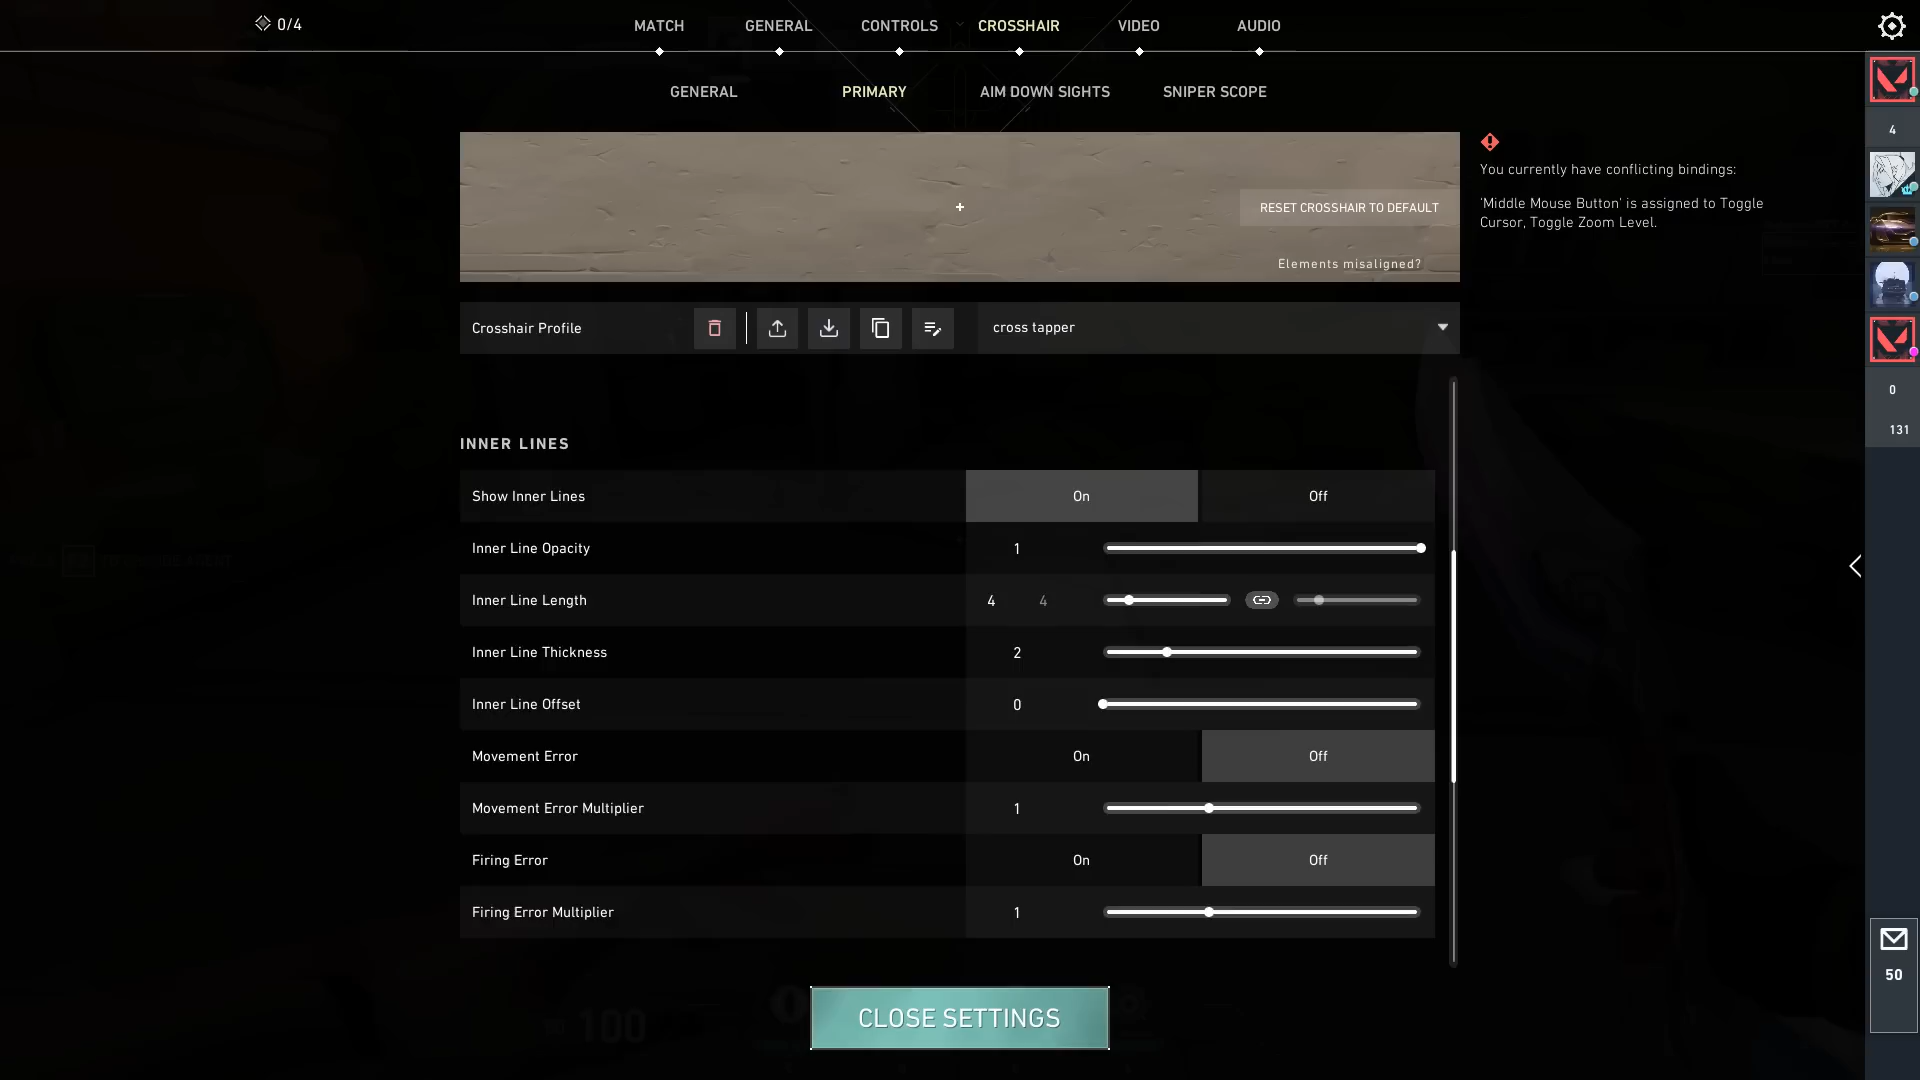 0/4
MATCH
GENERAL
CONTROLS
CROSSHAIR
VIDEO
AUDIO
GENERAL
PRIMARY
AIM DOWN SIGHTS
SNIPER SCOPE
RESET CROSSHAIR TO DEFAULT
Elements misaligned?
You currently have conflicting bindings:
'Middle Mouse Button' is assigned to Toggle
Cursor, Toggle Zoom Level.
Crosshair Profile
cross tapper
INNER LINES
Show Inner Lines On Off
Inner Line Opacity 1
Inner Line Length 4 4
Inner Line Thickness 2
Inner Line Offset 0
Movement Error On Off
Movement Error Multiplier 1
Firing Error On Off
Firing Error Multiplier 1
CLOSE SETTINGS
100
4
0
131
50